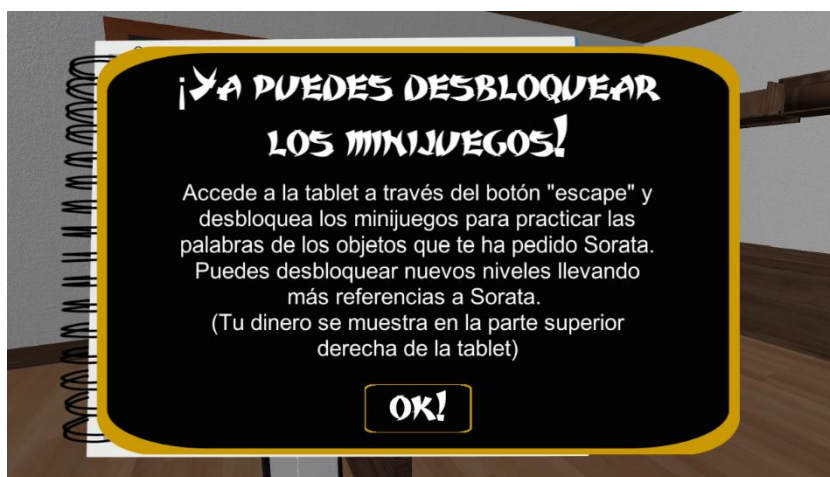 ¡YA PUEDES DESBLOQUEAR
LOS MINIJUEGOS!
Accede a la tablet a través del botón "escape" y
desbloquea los minijuegos para practicar las
palabras de los objetos que te ha pedido Sorata.
Puedes desbloquear nuevos niveles llevando
más referencias a Sorata.
(Tu dinero se muestra en la parte superior
derecha de la tablet)
OK!